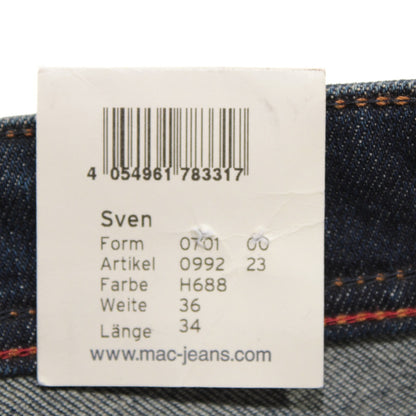 4 054961 783317
Sven
Form 0701 00
Artikel 0992 23
Farbe H688
Weite 36
Länge 34
www.mac-jeans.com